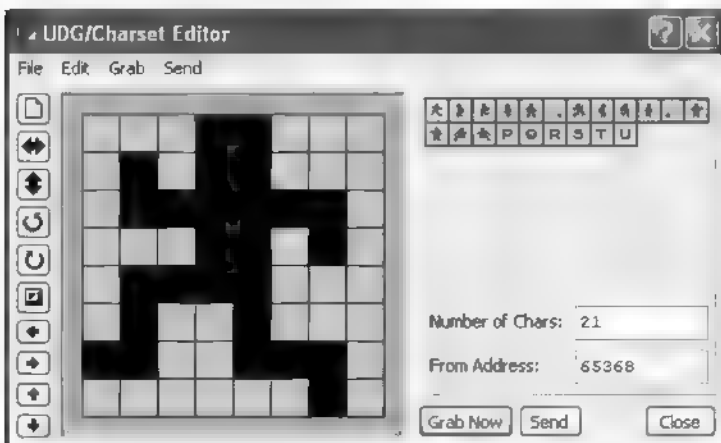 UDG/Charset Editor
File Edit Grab Send
P Q R S T U
Number of Chars: 21
From Address: 65368
Grab Now Send Close